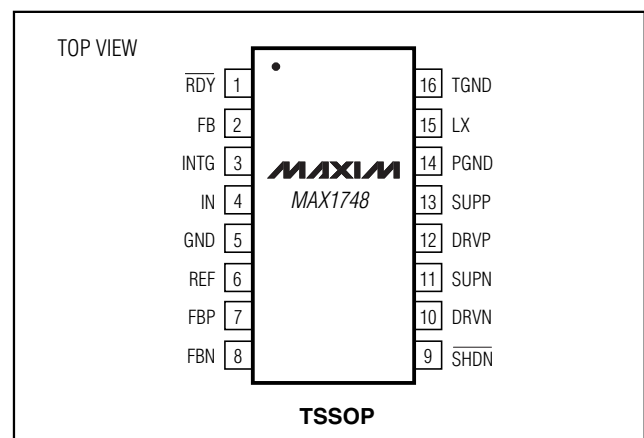 TOP VIEW
RDY 1
FB 2
INTG 3
IN 4
GND 5
REF 6
FBP 7
FBN 8
MAXIM
MAX1748
16 TGND
15 LX
14 PGND
13 SUPP
12 DRVP
11 SUPN
10 DRVN
9 SHDN
TSSOP